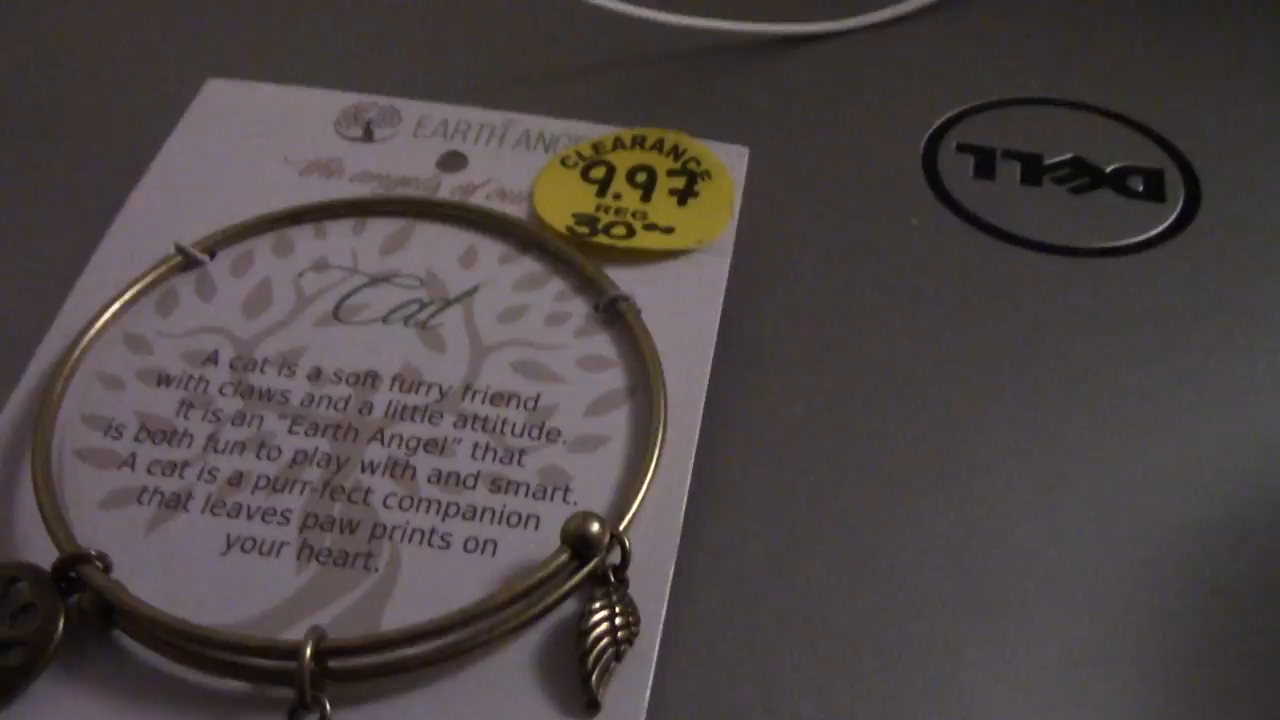 EARTH ANG
CLEARANCE
9.97
REG
30
Cat
A cat is a soft furry friend
with claws and a little attitude.
It is an "Earth Angel" that
is both fun to play with and smart.
A cat is a purr-fect companion
that leaves paw prints on
your heart.
DELL